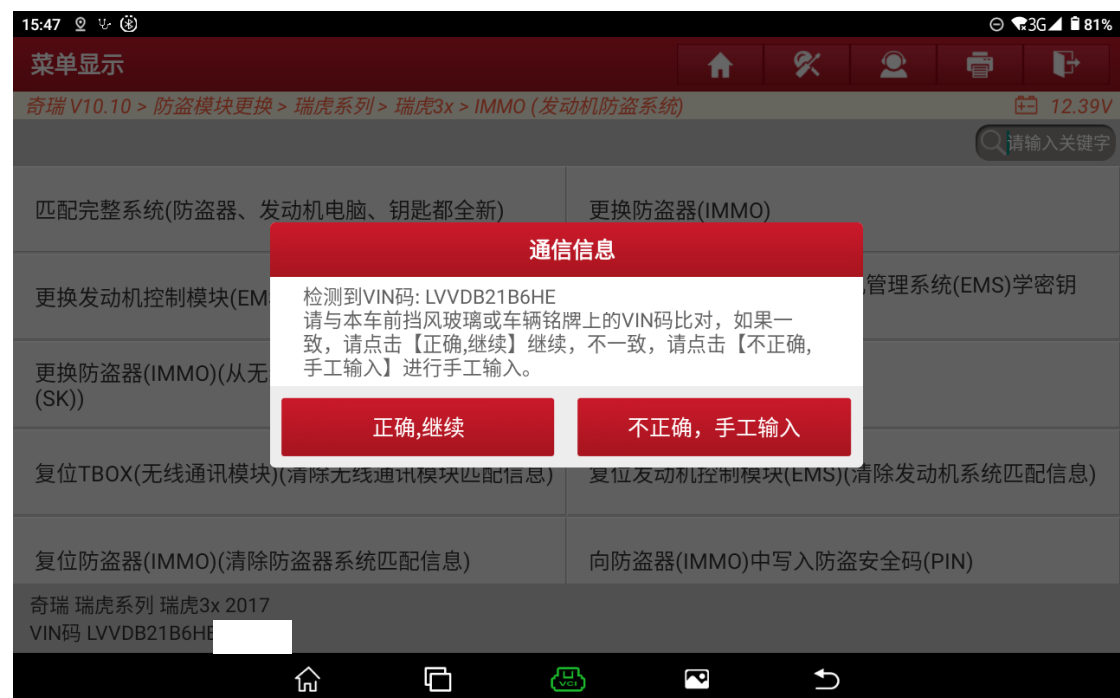 15:47
3G 81%
菜单显示
奇瑞 V10.10 > 防盗模块更换 > 瑞虎系列 > 瑞虎3x > IMMO (发动机防盗系统)
12.39V
请输入关键字
匹配完整系统(防盗器、发动机电脑、钥匙都全新)
更换防盗器(IMMO)
通信信息
更换发动机控制模块(EM
管理系统(EMS)学密钥
检测到VIN码: LVVDB21B6HE
请与本车前挡风玻璃或车辆铭牌上的VIN码比对，如果一
致，请点击【正确,继续】继续，不一致，请点击【不正确,
手工输入】进行手工输入。
更换防盗器(IMMO)(从无
(SK))
正确,继续
不正确，手工输入
复位TBOX(无线通讯模块)(清除无线通讯模块匹配信息)
复位发动机控制模块(EMS)(清除发动机系统匹配信息)
复位防盗器(IMMO)(清除防盗器系统匹配信息)
向防盗器(IMMO)中写入防盗安全码(PIN)
奇瑞 瑞虎系列 瑞虎3x 2017
VIN码 LVVDB21B6HE
VCI